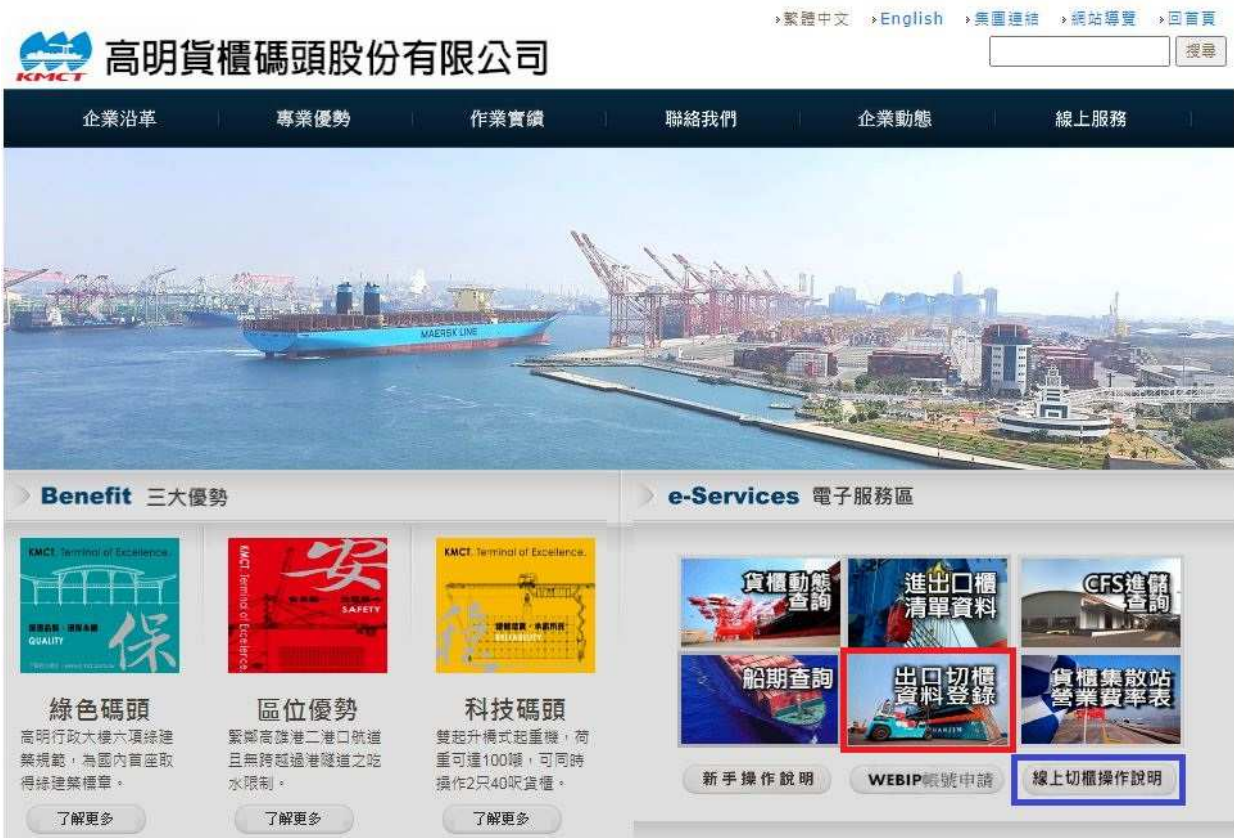 ›繁體中文 ›English ›集團連結 ›網站導覽 ›回首頁
KMCT 高明貨櫃碼頭股份有限公司
搜尋
企業沿革 專業優勢 作業實績 聯絡我們 企業動態 線上服務
MAERSK LINE
Benefit 三大優勢
e-Services 電子服務區
KMCT. Terminal of Excellence.
QUALITY
保
KMCT. Terminal of Excellence.
安
SAFETY
KMCT. Terminal of Excellence.
穩
RELIABILITY
綠色碼頭
高明行政大樓六項綠建
築規範，為國內首座取
得綠建築標章。
了解更多
區位優勢
緊鄰高雄港二港口航道
且無跨越過港隧道之吃
水限制。
了解更多
科技碼頭
雙起升橋式起重機，荷
重可達100噸，可同時
操作2只40呎貨櫃。
了解更多
貨櫃動態
查詢
進出口櫃
清單資料
CFS進儲
查詢
船期查詢
出口切櫃
資料登錄
HANJIN
貨櫃集散站
營業費率表
新手操作說明
WEBIP帳號申請
線上切櫃操作說明